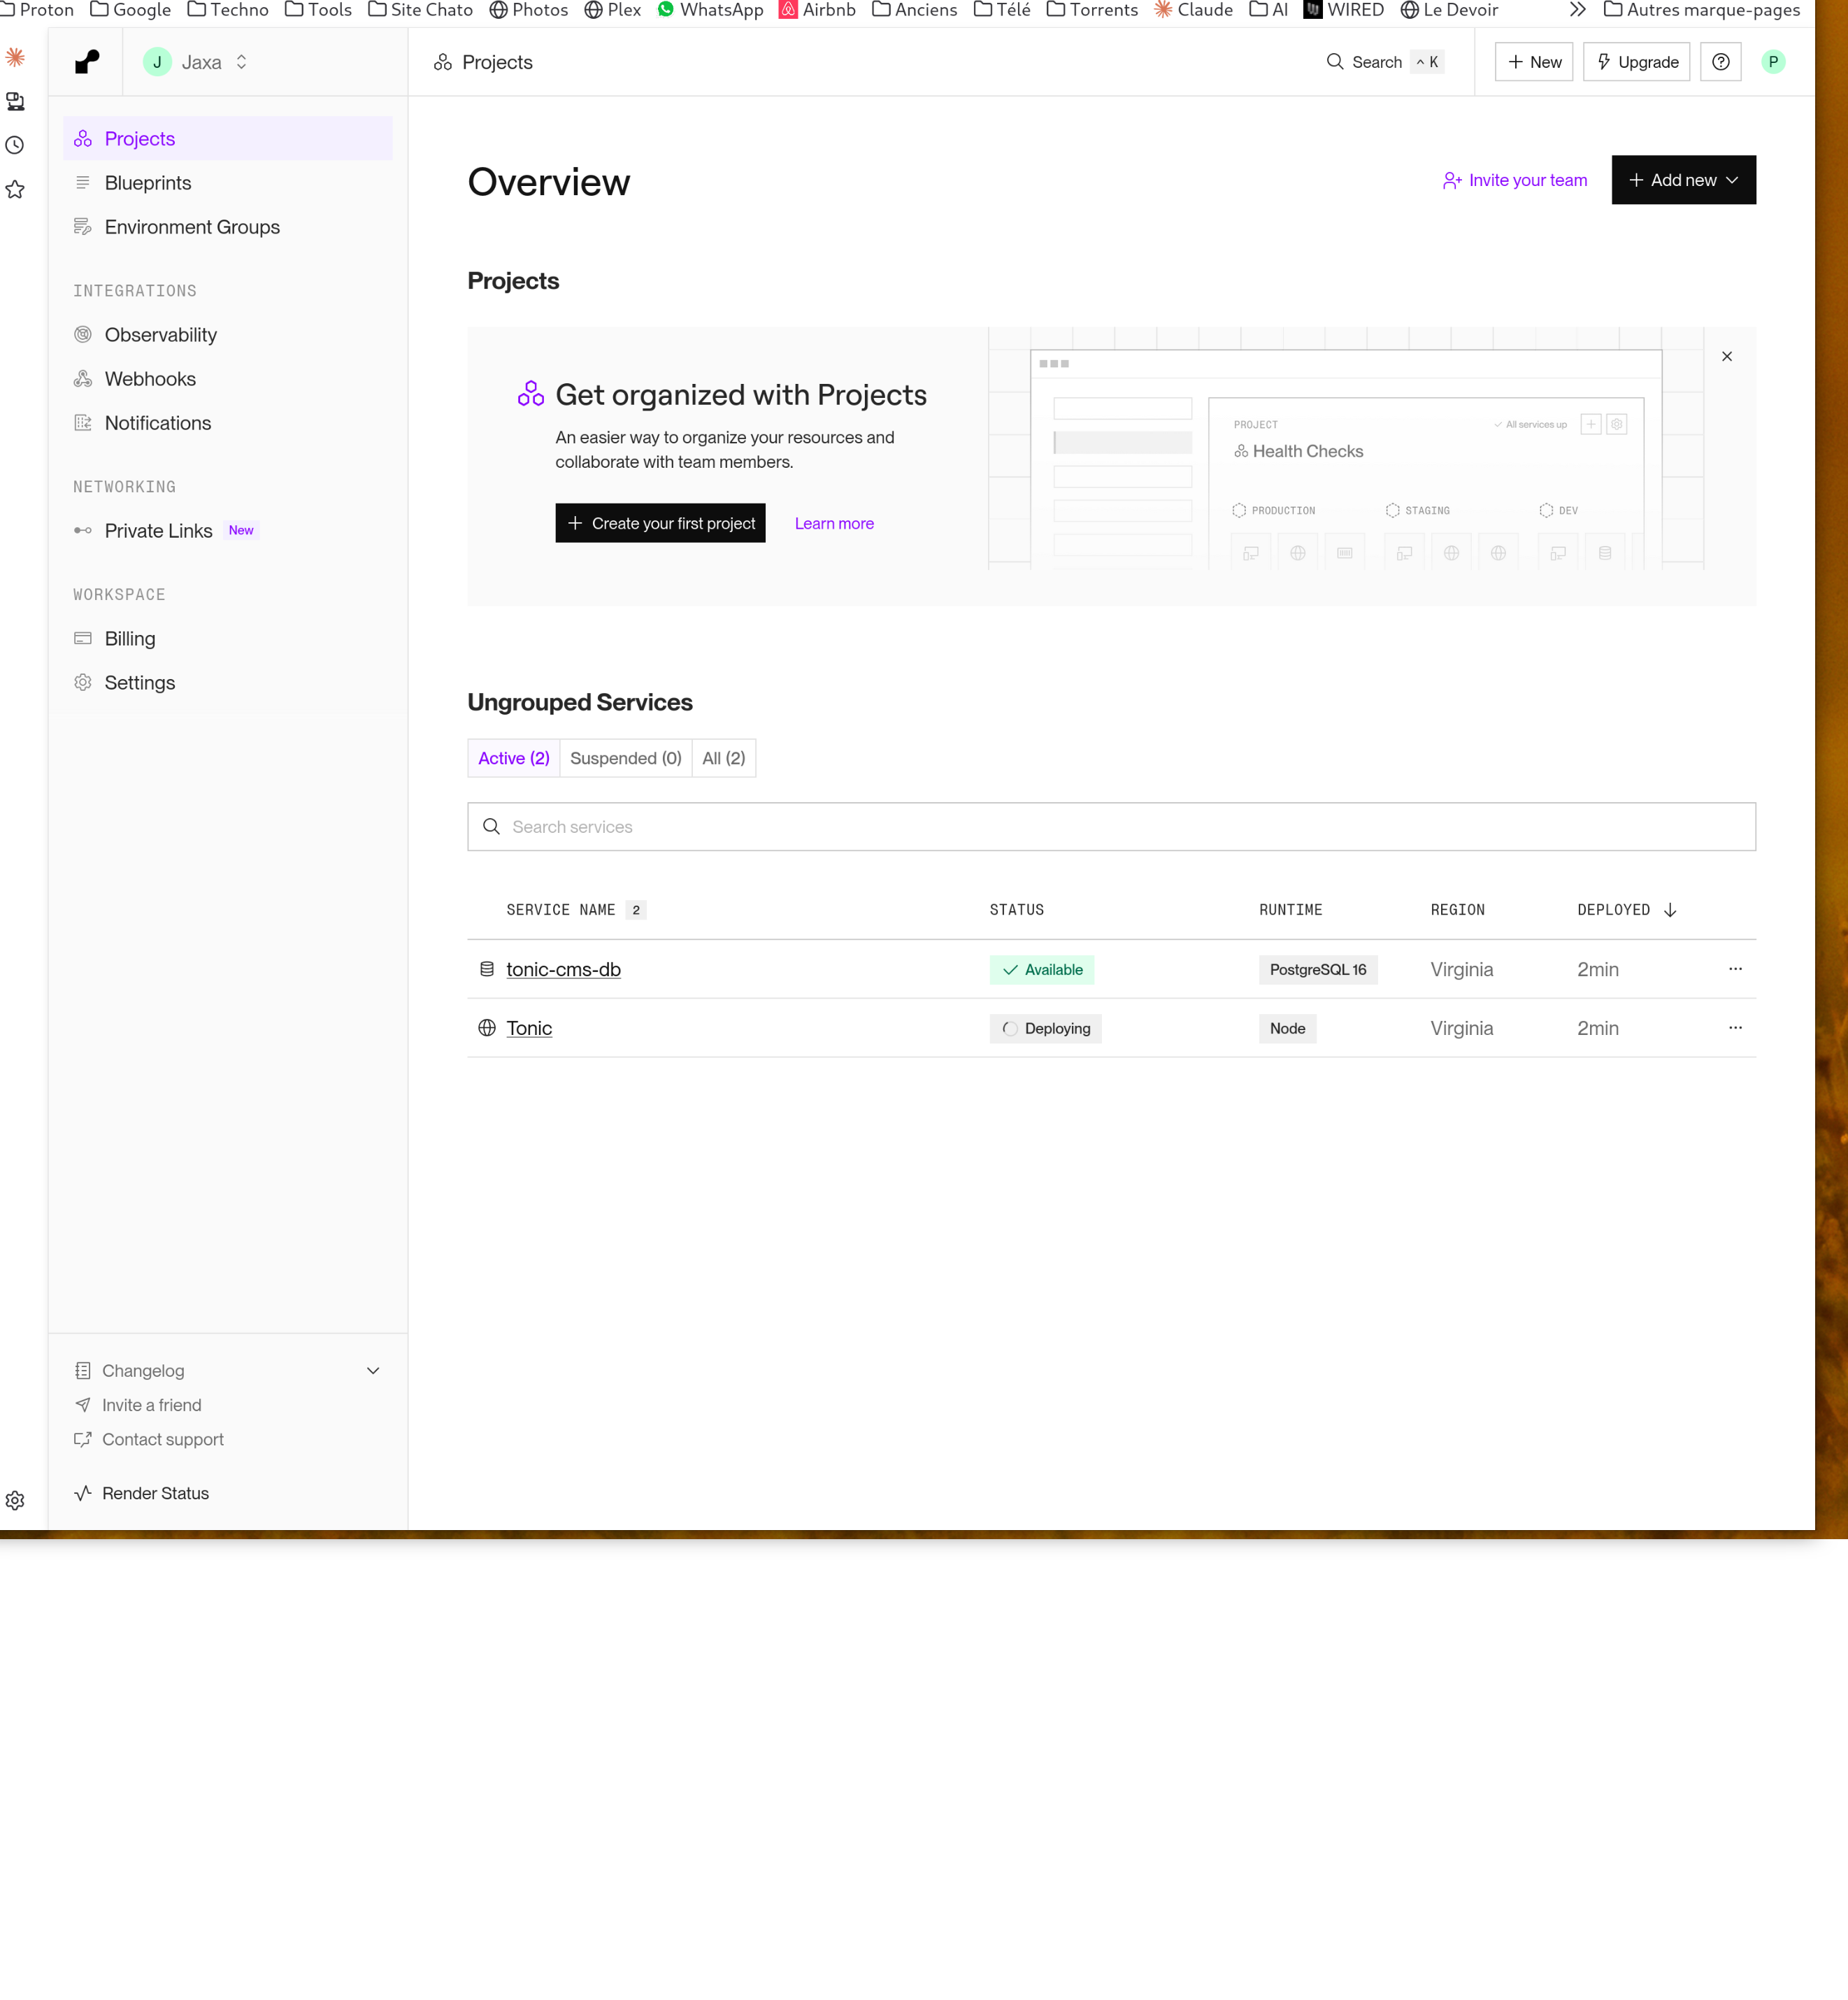 Proton Google Techno Tools Site Chato Photos Plex WhatsApp Airbnb Anciens Télé Torrents Claude AI WIRED Le Devoir Autres marque-pages
J Jaxa
Projects
Search ^ K
+ New
Upgrade
P
Projects
Blueprints
Environment Groups
INTEGRATIONS
Observability
Webhooks
Notifications
NETWORKING
Private Links New
WORKSPACE
Billing
Settings
Changelog
Invite a friend
Contact support
Render Status
Overview
Invite your team
+ Add new
Projects
Get organized with Projects
An easier way to organize your resources and
collaborate with team members.
+ Create your first project
Learn more
PROJECT
All services up
Health Checks
PRODUCTION STAGING DEV
Ungrouped Services
Active (2) Suspended (0) All (2)
Search services
SERVICE NAME 2 STATUS RUNTIME REGION DEPLOYED ↓
tonic-cms-db Available PostgreSQL 16 Virginia 2min ...
Tonic Deploying Node Virginia 2min ...